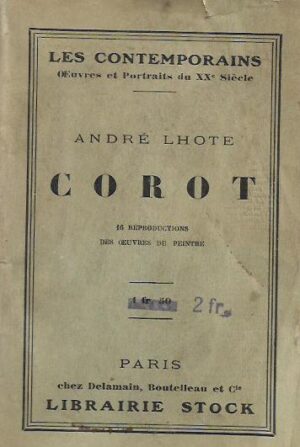 LES CONTEMPORAINS
Œuvres et Portraits du XXe Siècle
ANDRÉ LHOTE
COROT
16 REPRODUCTIONS
DES ŒUVRES DU PEINTRE
1 fr. 50 2 fr.
PARIS
chez Delamain, Boutelleau et Cie
LIBRAIRIE STOCK